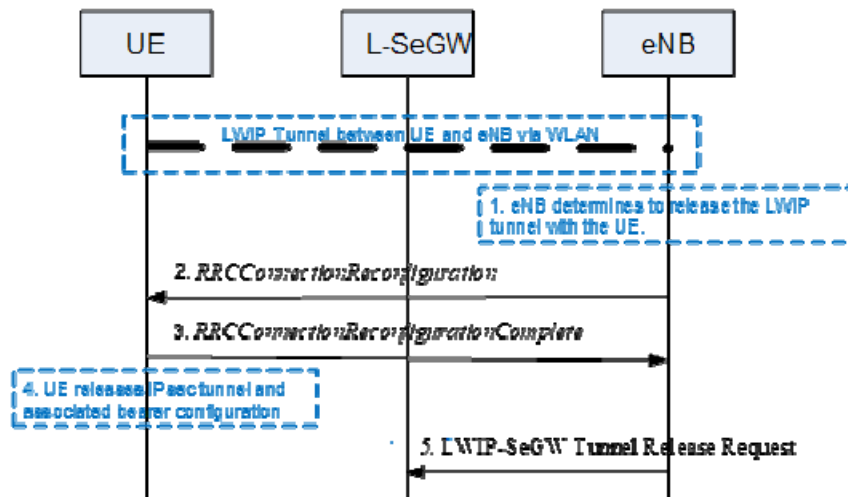 UE
L-SeGW
eNB
LWIP Tunnel between UE and eNB via WLAN
1. eNB determines to release the LWIP
tunnel with the UE.
2. RRCConnectionReconfiguration
3. RRCConnectionReconfigurationComplete
4. UE releases IPsec tunnel and
associated bearer configuration
5. LWIP-SeGW Tunnel Release Request